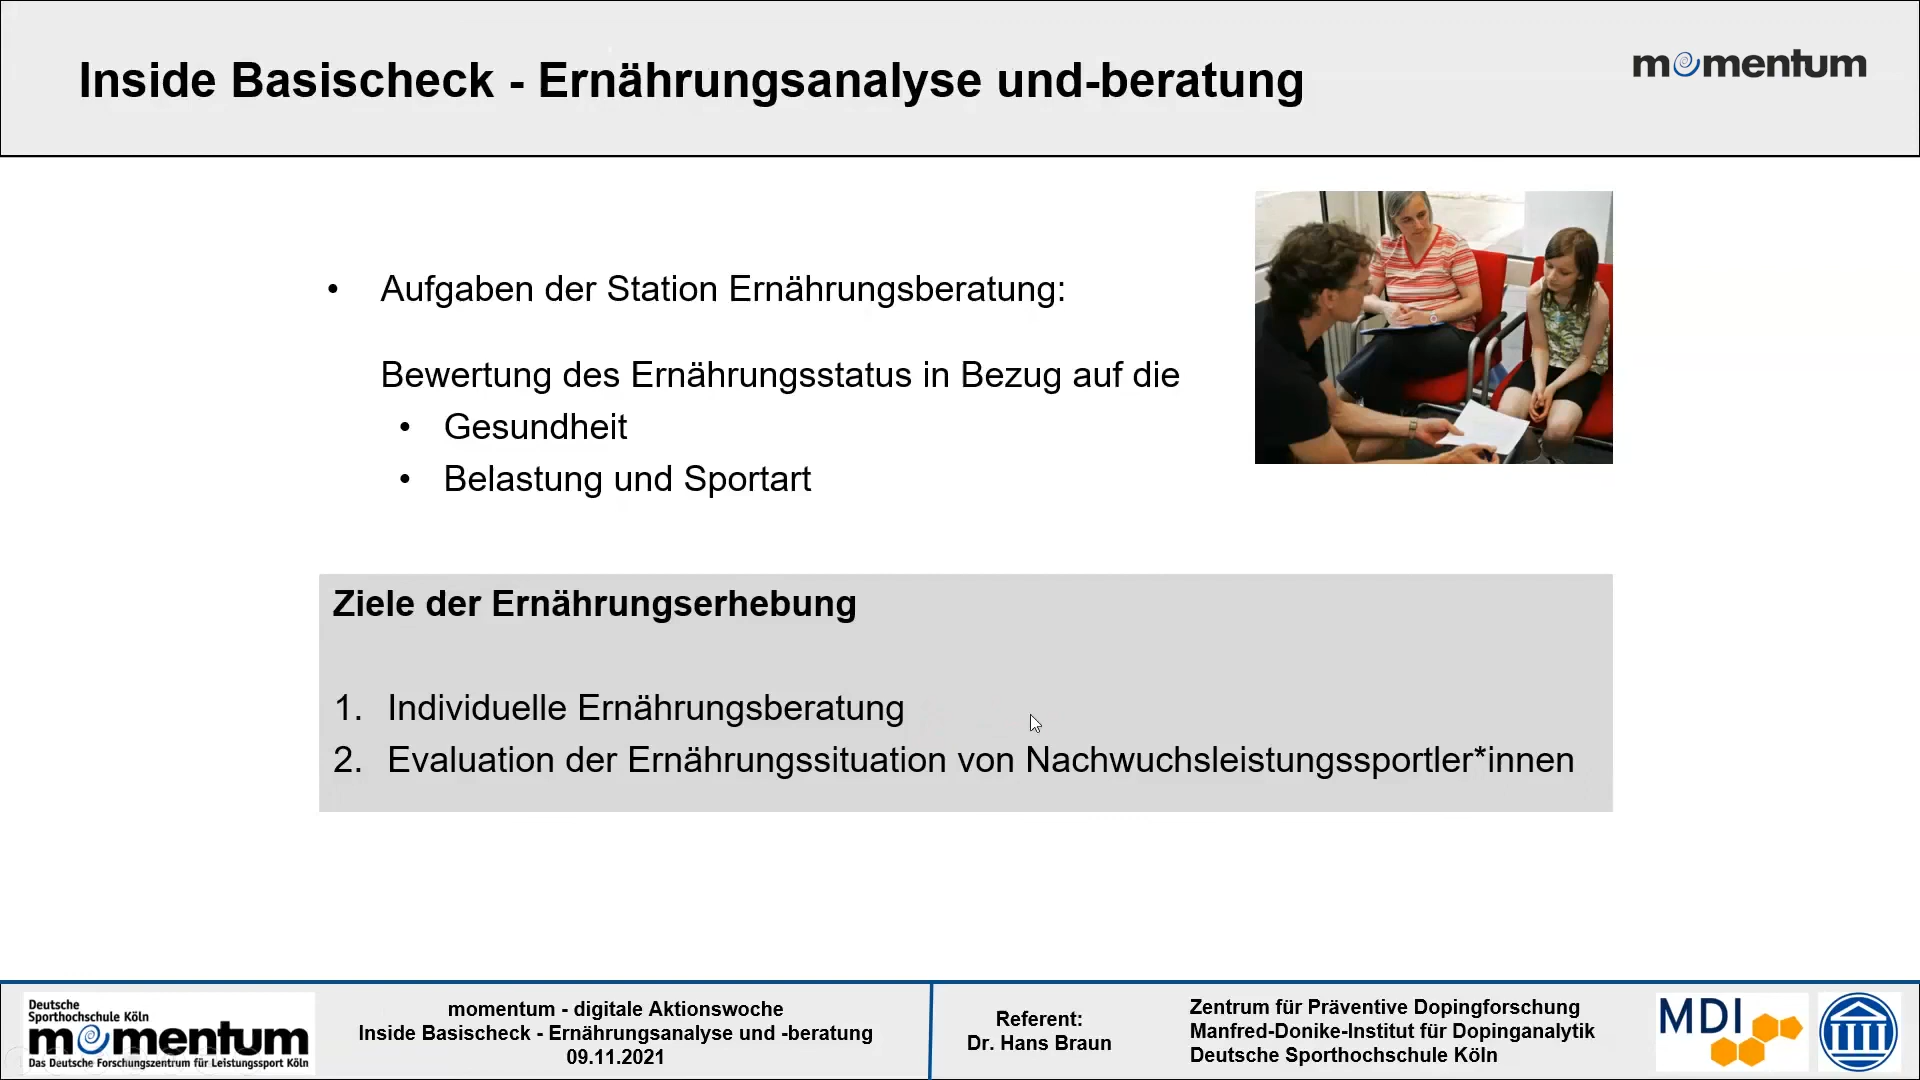 Inside Basischeck - Ernährungsanalyse und-beratung
momentum
• Aufgaben der Station Ernährungsberatung:
Bewertung des Ernährungsstatus in Bezug auf die
• Gesundheit
• Belastung und Sportart
Ziele der Ernährungserhebung
1. Individuelle Ernährungsberatung
2. Evaluation der Ernährungssituation von Nachwuchsleistungssportler*innen
Deutsche
Sporthochschule Köln
momentum
Das Deutsche Forschungszentrum für Leistungssport Köln
momentum - digitale Aktionswoche
Inside Basischeck - Ernährungsanalyse und -beratung
09.11.2021
Referent:
Dr. Hans Braun
Zentrum für Präventive Dopingforschung
Manfred-Donike-Institut für Dopinganalytik
Deutsche Sporthochschule Köln
MDI